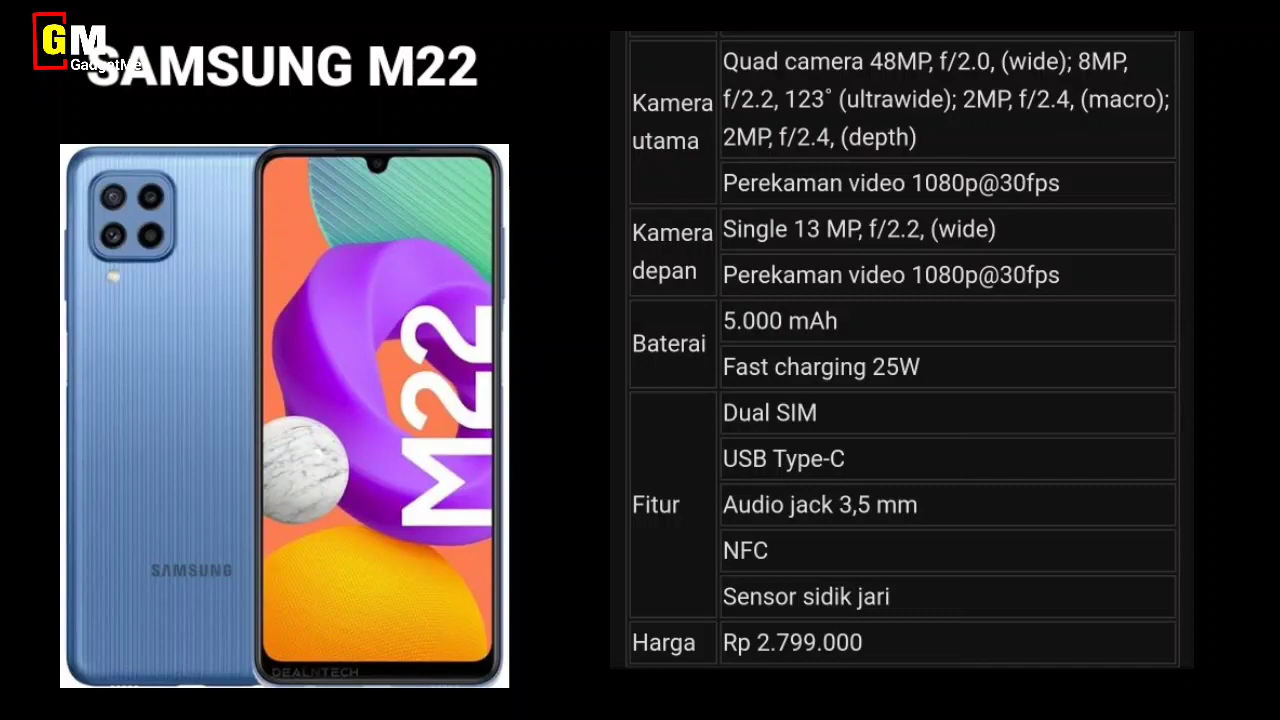 GM
GadgetMe
SAMSUNG M22
SAMSUNG
M22
DEALNTECH
Kamera utama
Quad camera 48MP, f/2.0, (wide); 8MP,
f/2.2, 123˚ (ultrawide); 2MP, f/2.4, (macro);
2MP, f/2.4, (depth)
Perekaman video 1080p@30fps
Kamera depan
Single 13 MP, f/2.2, (wide)
Perekaman video 1080p@30fps
Baterai
5.000 mAh
Fast charging 25W
Fitur
Dual SIM
USB Type-C
Audio jack 3,5 mm
NFC
Sensor sidik jari
Harga
Rp 2.799.000